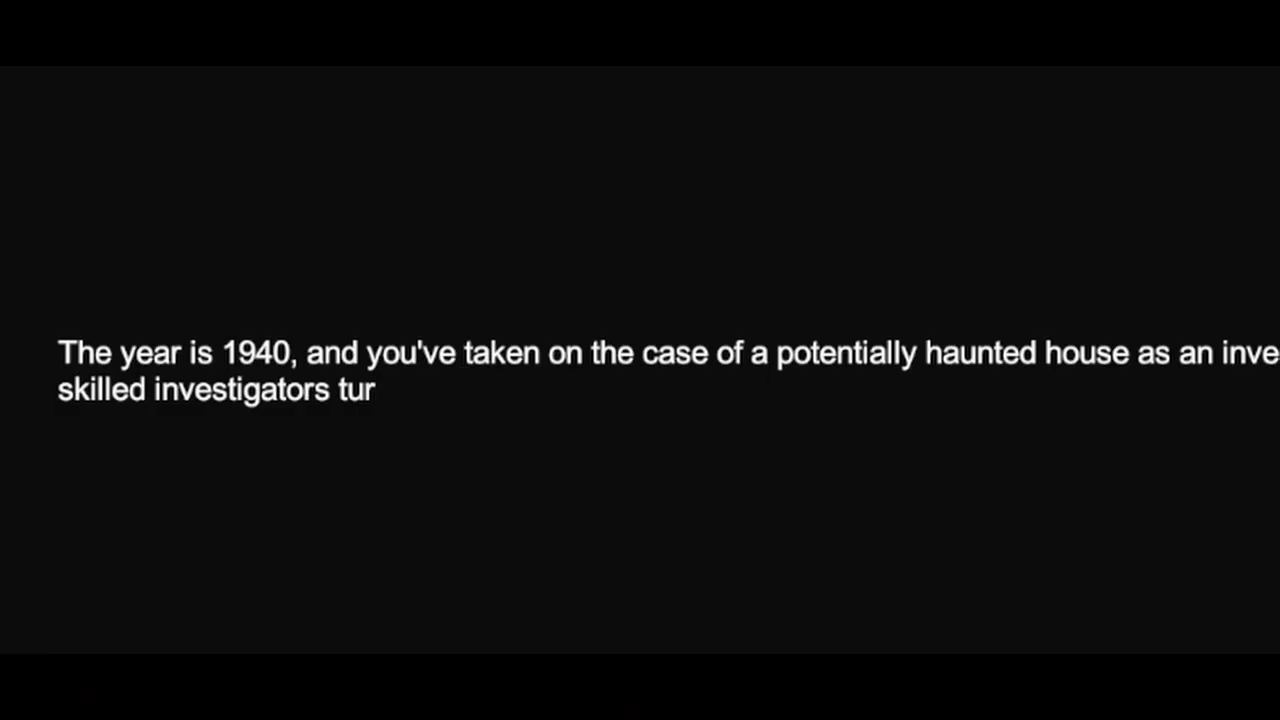 The year is 1940, and you've taken on the case of a potentially haunted house as an inve
skilled investigators tur